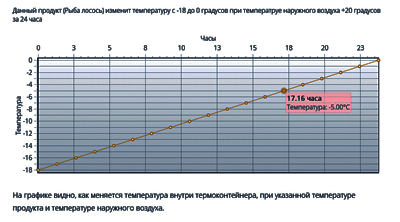 Данный продукт (Рыба лосось) изменит температуру с -18 до 0 градусов при температруе наружного воздуха +20 градусов
за 24 часа
Часы
0 3 5 8 10 13 15 18 20 23
Температура
0
-2
-4
-6
-8
-10
-12
-14
-16
-18
17.16 часа
Температура: -5.00°C
На графике видно, как меняется температура внутри термоконтейнера, при указанной температуре
продукта и температуре наружного воздуха.